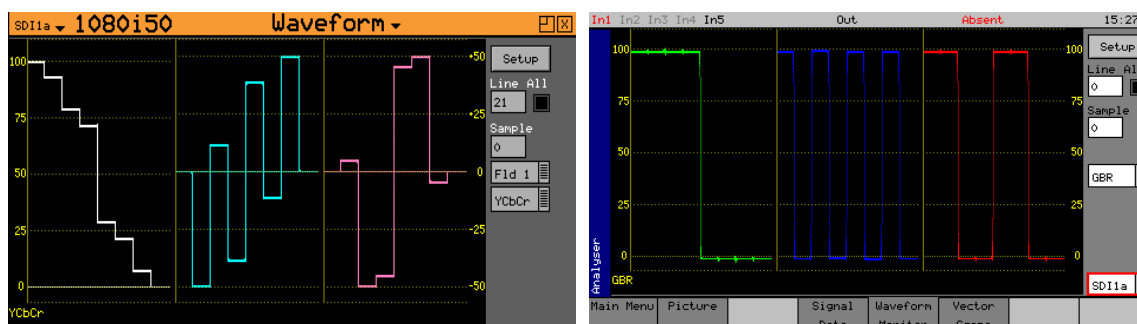 SDI1a 1080i50 Waveform
100
75
50
25
0
+50
+25
0
-25
-50
Setup
Line All
21
Sample
0
Fld 1
YCbCr
YCbCr
In1 In2 In3 In4 In5 Out Absent 15:27
Analyser
100
75
50
25
0
100
75
50
25
0
GBR
Setup
Line Al
0
Sample
0
GBR
SDI1a
Main Menu Picture Signal Waveform Vector